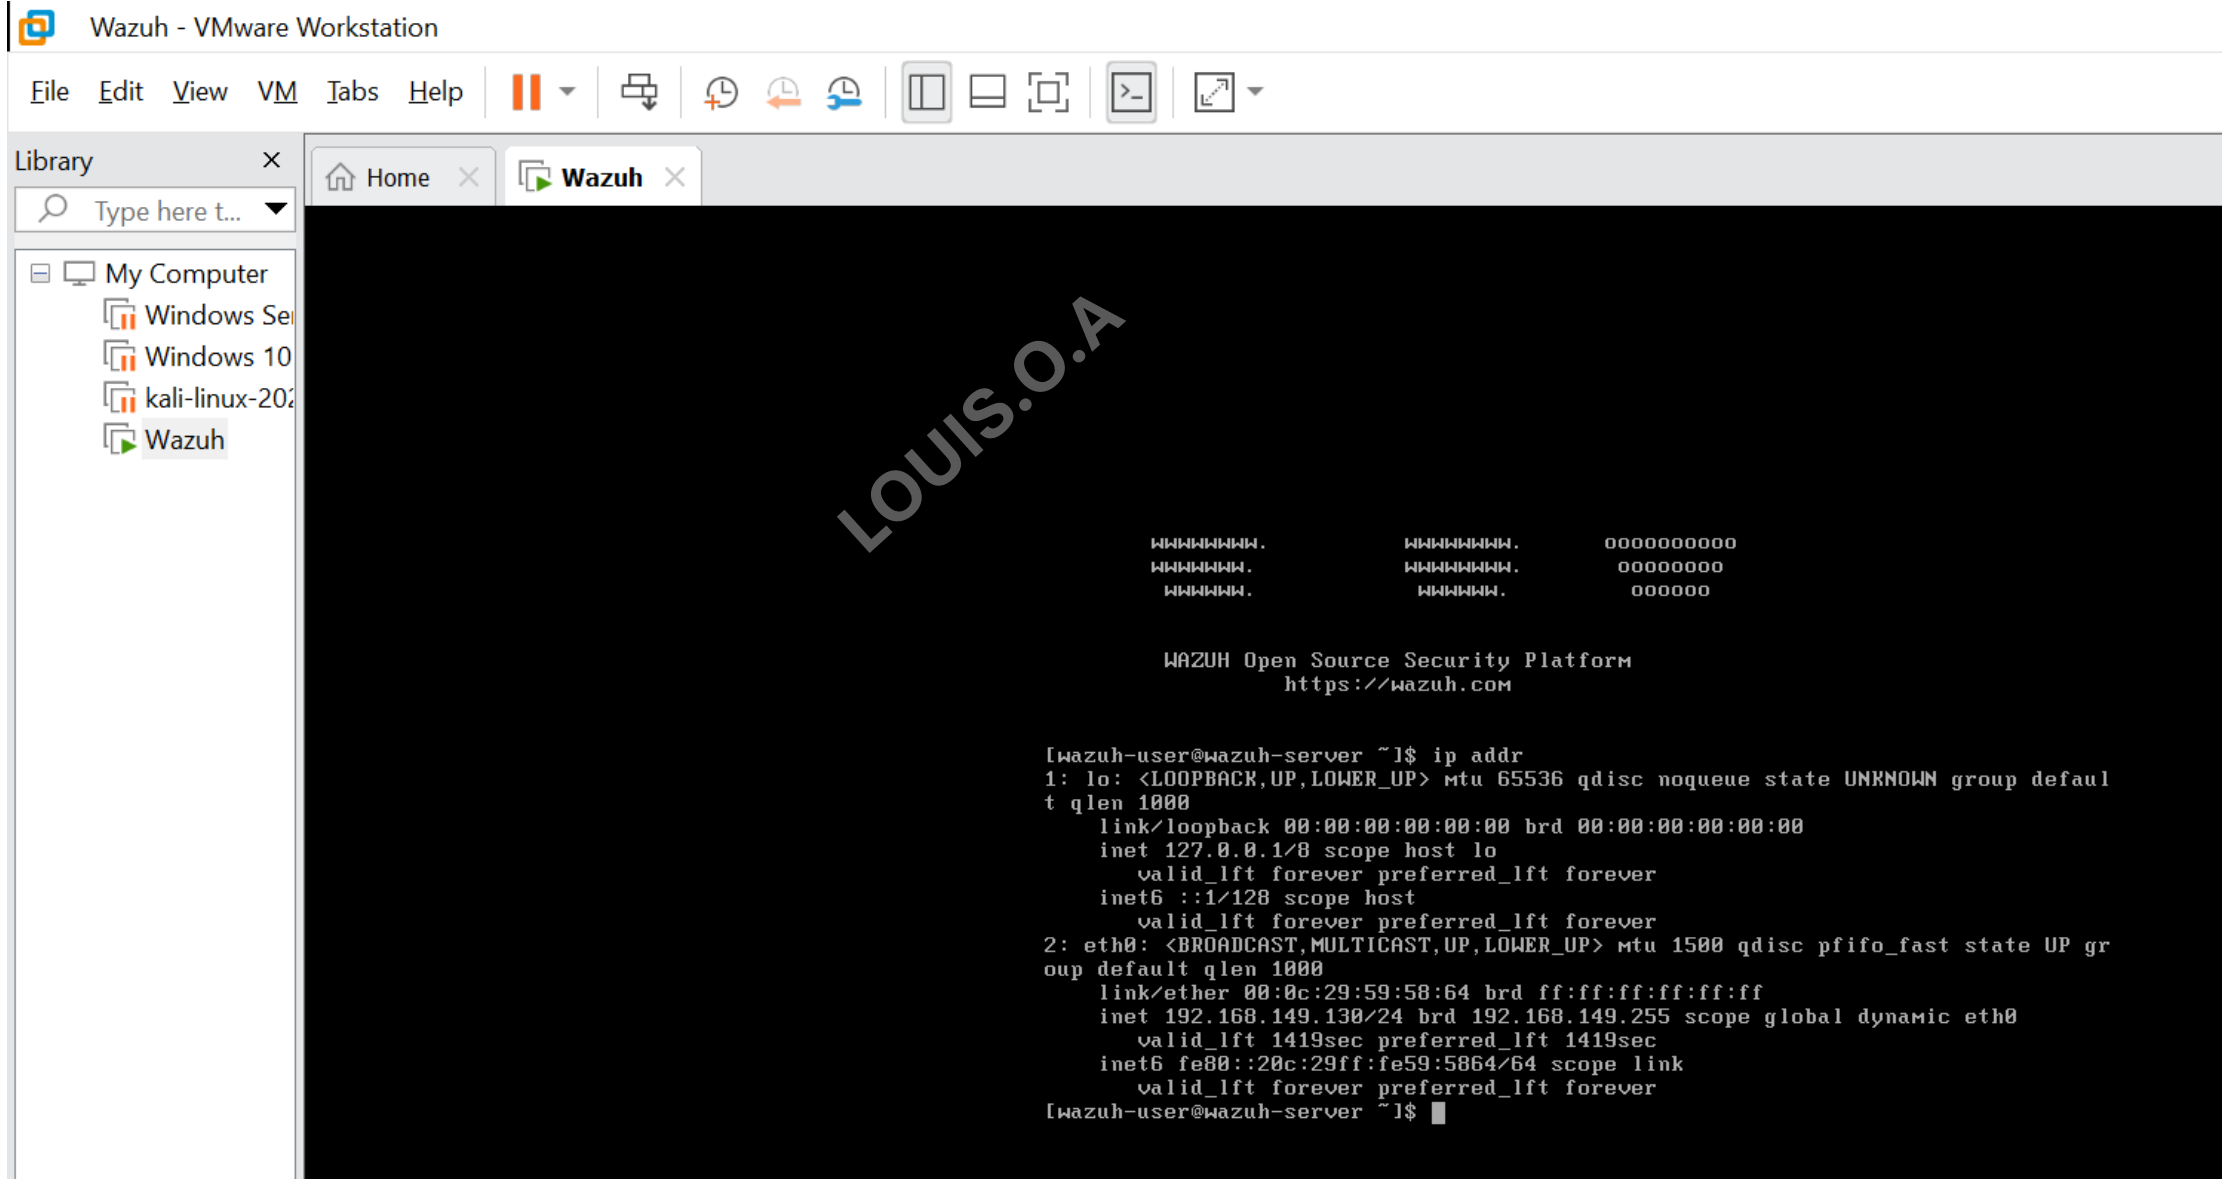 Wazuh - VMware Workstation
File Edit View VM Tabs Help
Library
Home
Wazuh
Type here t...
My Computer
Windows Se
Windows 10
kali-linux-202
Wazuh
LOUIS.O.A
wwwwwwww. wwwwwwww. oooooooooo
wwwwwww. wwwwwwww. oooooooo
wwwwww. wwwwww. oooooo
WAZUH Open Source Security Platform
https://wazuh.com
[wazuh-user@wazuh-server ~]$ ip addr
1: lo: <LOOPBACK,UP,LOWER_UP> mtu 65536 qdisc noqueue state UNKNOWN group defaul
t qlen 1000
link/loopback 00:00:00:00:00:00 brd 00:00:00:00:00:00
inet 127.0.0.1/8 scope host lo
valid_lft forever preferred_lft forever
inet6 ::1/128 scope host
valid_lft forever preferred_lft forever
2: eth0: <BROADCAST,MULTICAST,UP,LOWER_UP> mtu 1500 qdisc pfifo_fast state UP gr
oup default qlen 1000
link/ether 00:0c:29:59:58:64 brd ff:ff:ff:ff:ff:ff
inet 192.168.149.130/24 brd 192.168.149.255 scope global dynamic eth0
valid_lft 1419sec preferred_lft 1419sec
inet6 fe80::20c:29ff:fe59:5864/64 scope link
valid_lft forever preferred_lft forever
[wazuh-user@wazuh-server ~]$